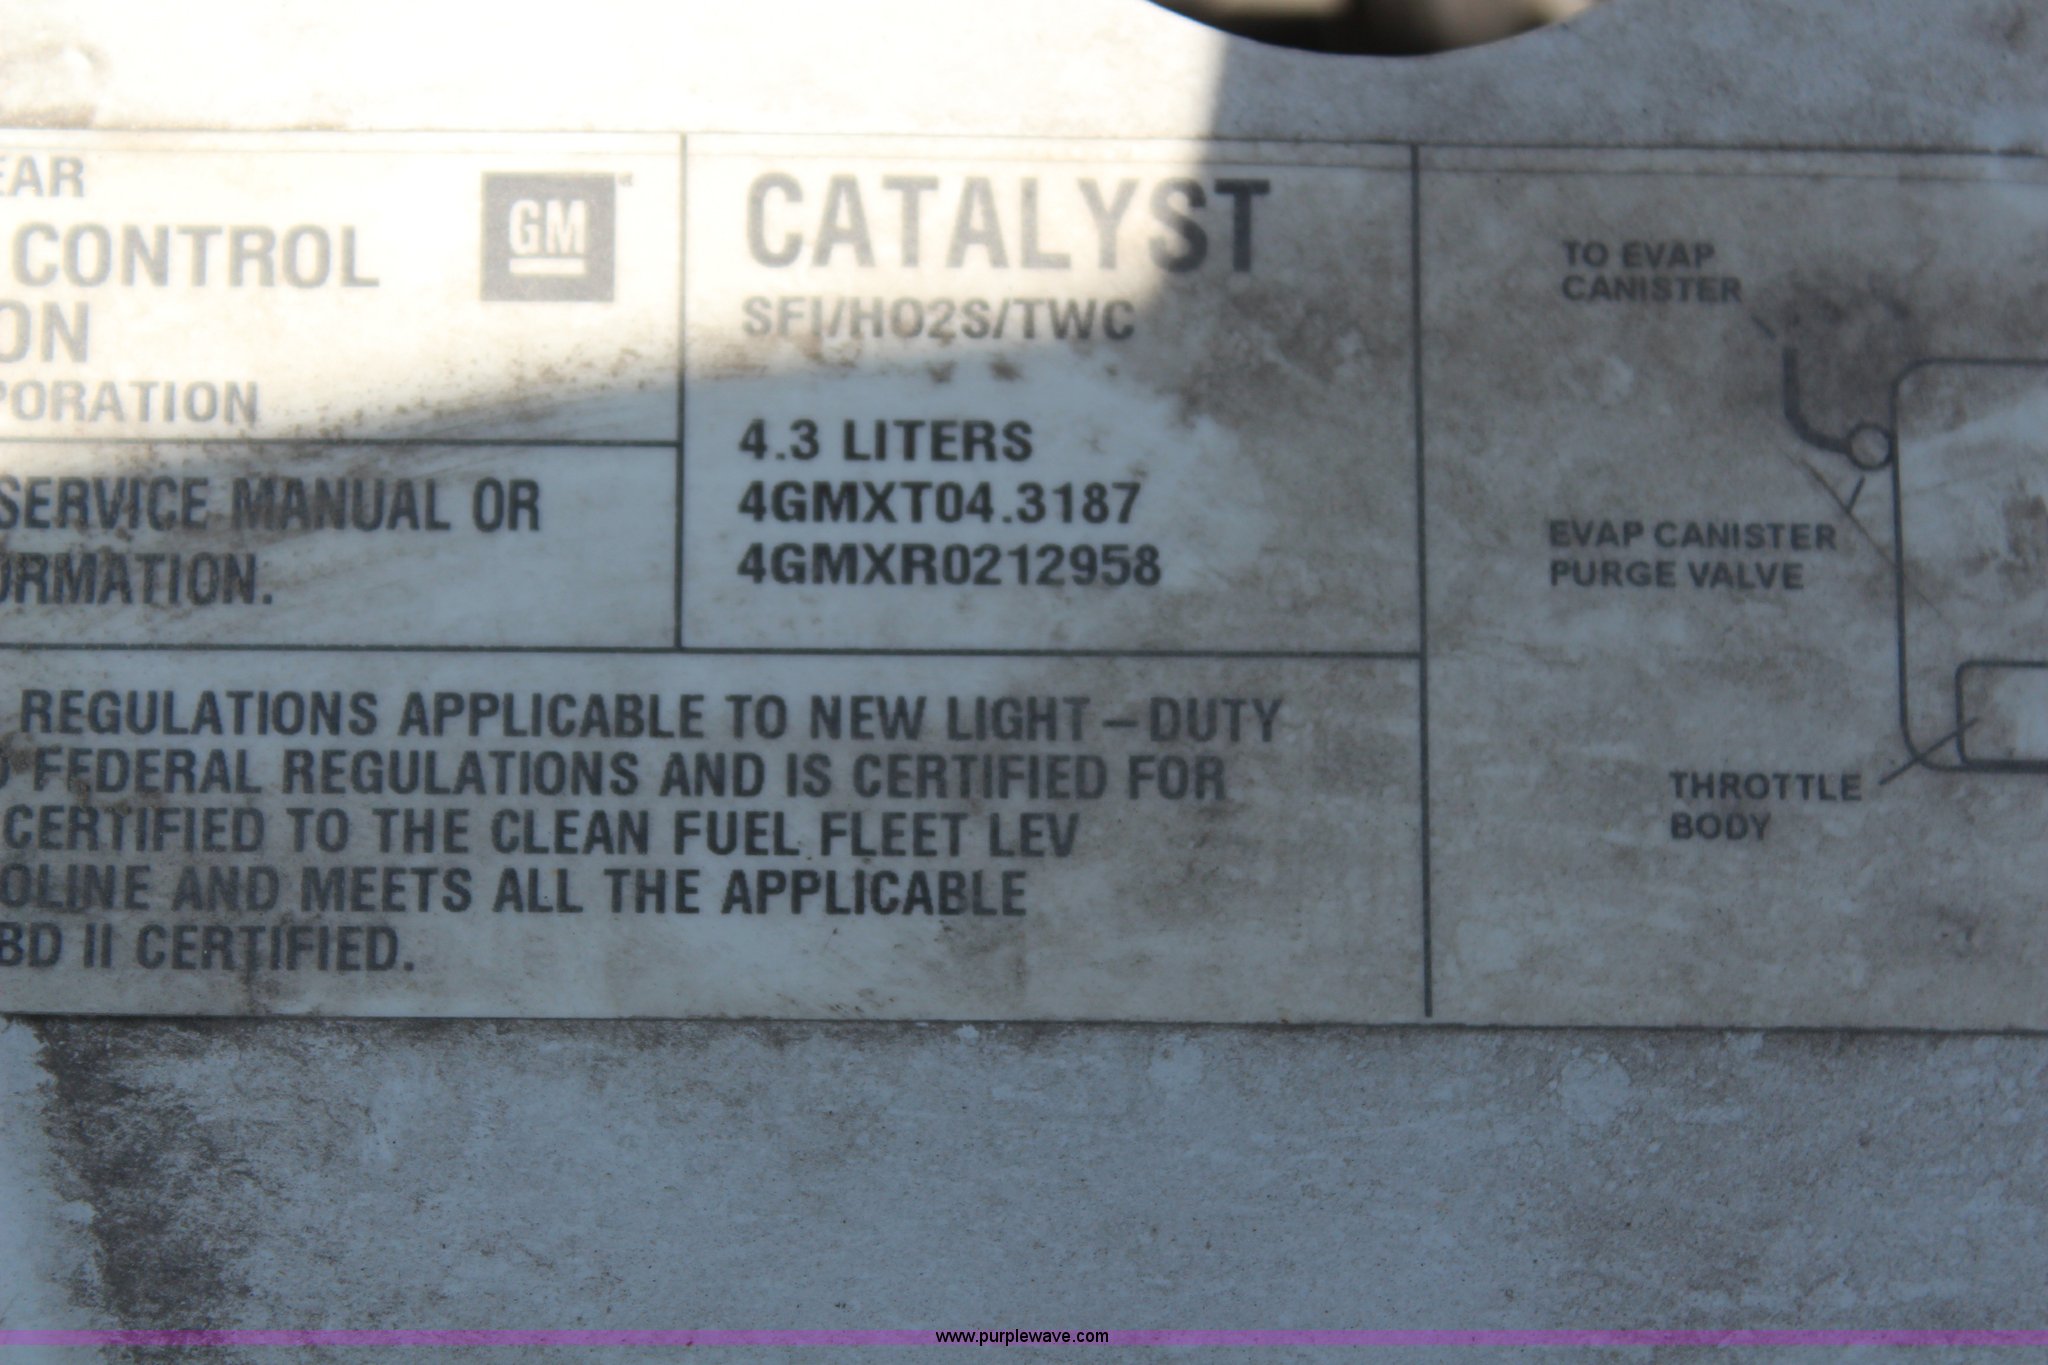 EAR
CONTROL
ON
PORATION
GM
SERVICE MANUAL OR
ORMATION.
CATALYST
SFI/HO2S/TWC
4.3 LITERS
4GMXT04.3187
4GMXR0212958
REGULATIONS APPLICABLE TO NEW LIGHT-DUTY
FEDERAL REGULATIONS AND IS CERTIFIED FOR
CERTIFIED TO THE CLEAN FUEL FLEET LEV
OLINE AND MEETS ALL THE APPLICABLE
BD II CERTIFIED.
TO EVAP
CANISTER
EVAP CANISTER
PURGE VALVE
THROTTLE
BODY
www.purplewave.com